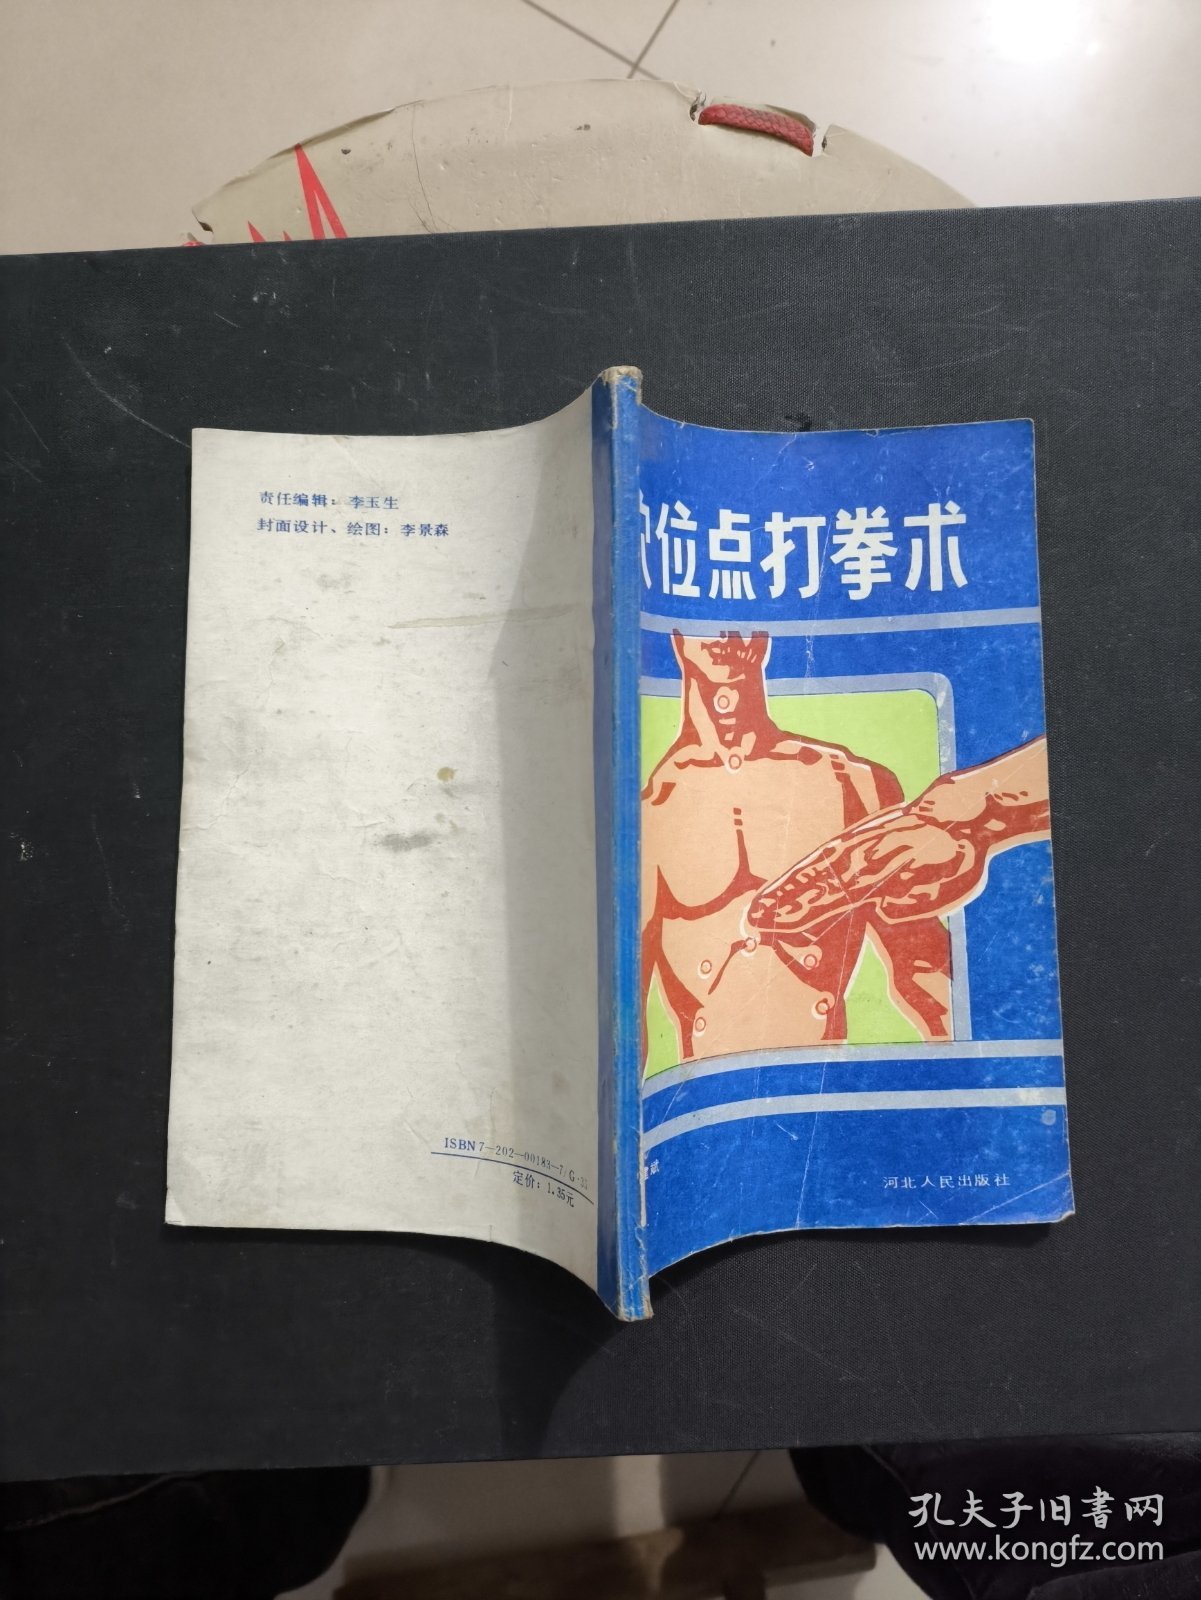 责任编辑：李玉生
封面设计、绘图：李景森
ISBN 7—202—00183—7/G·33
定价：1.35元
穴位点打拳术
斌
河北人民出版社
孔夫子旧书网
www.kongfz.com